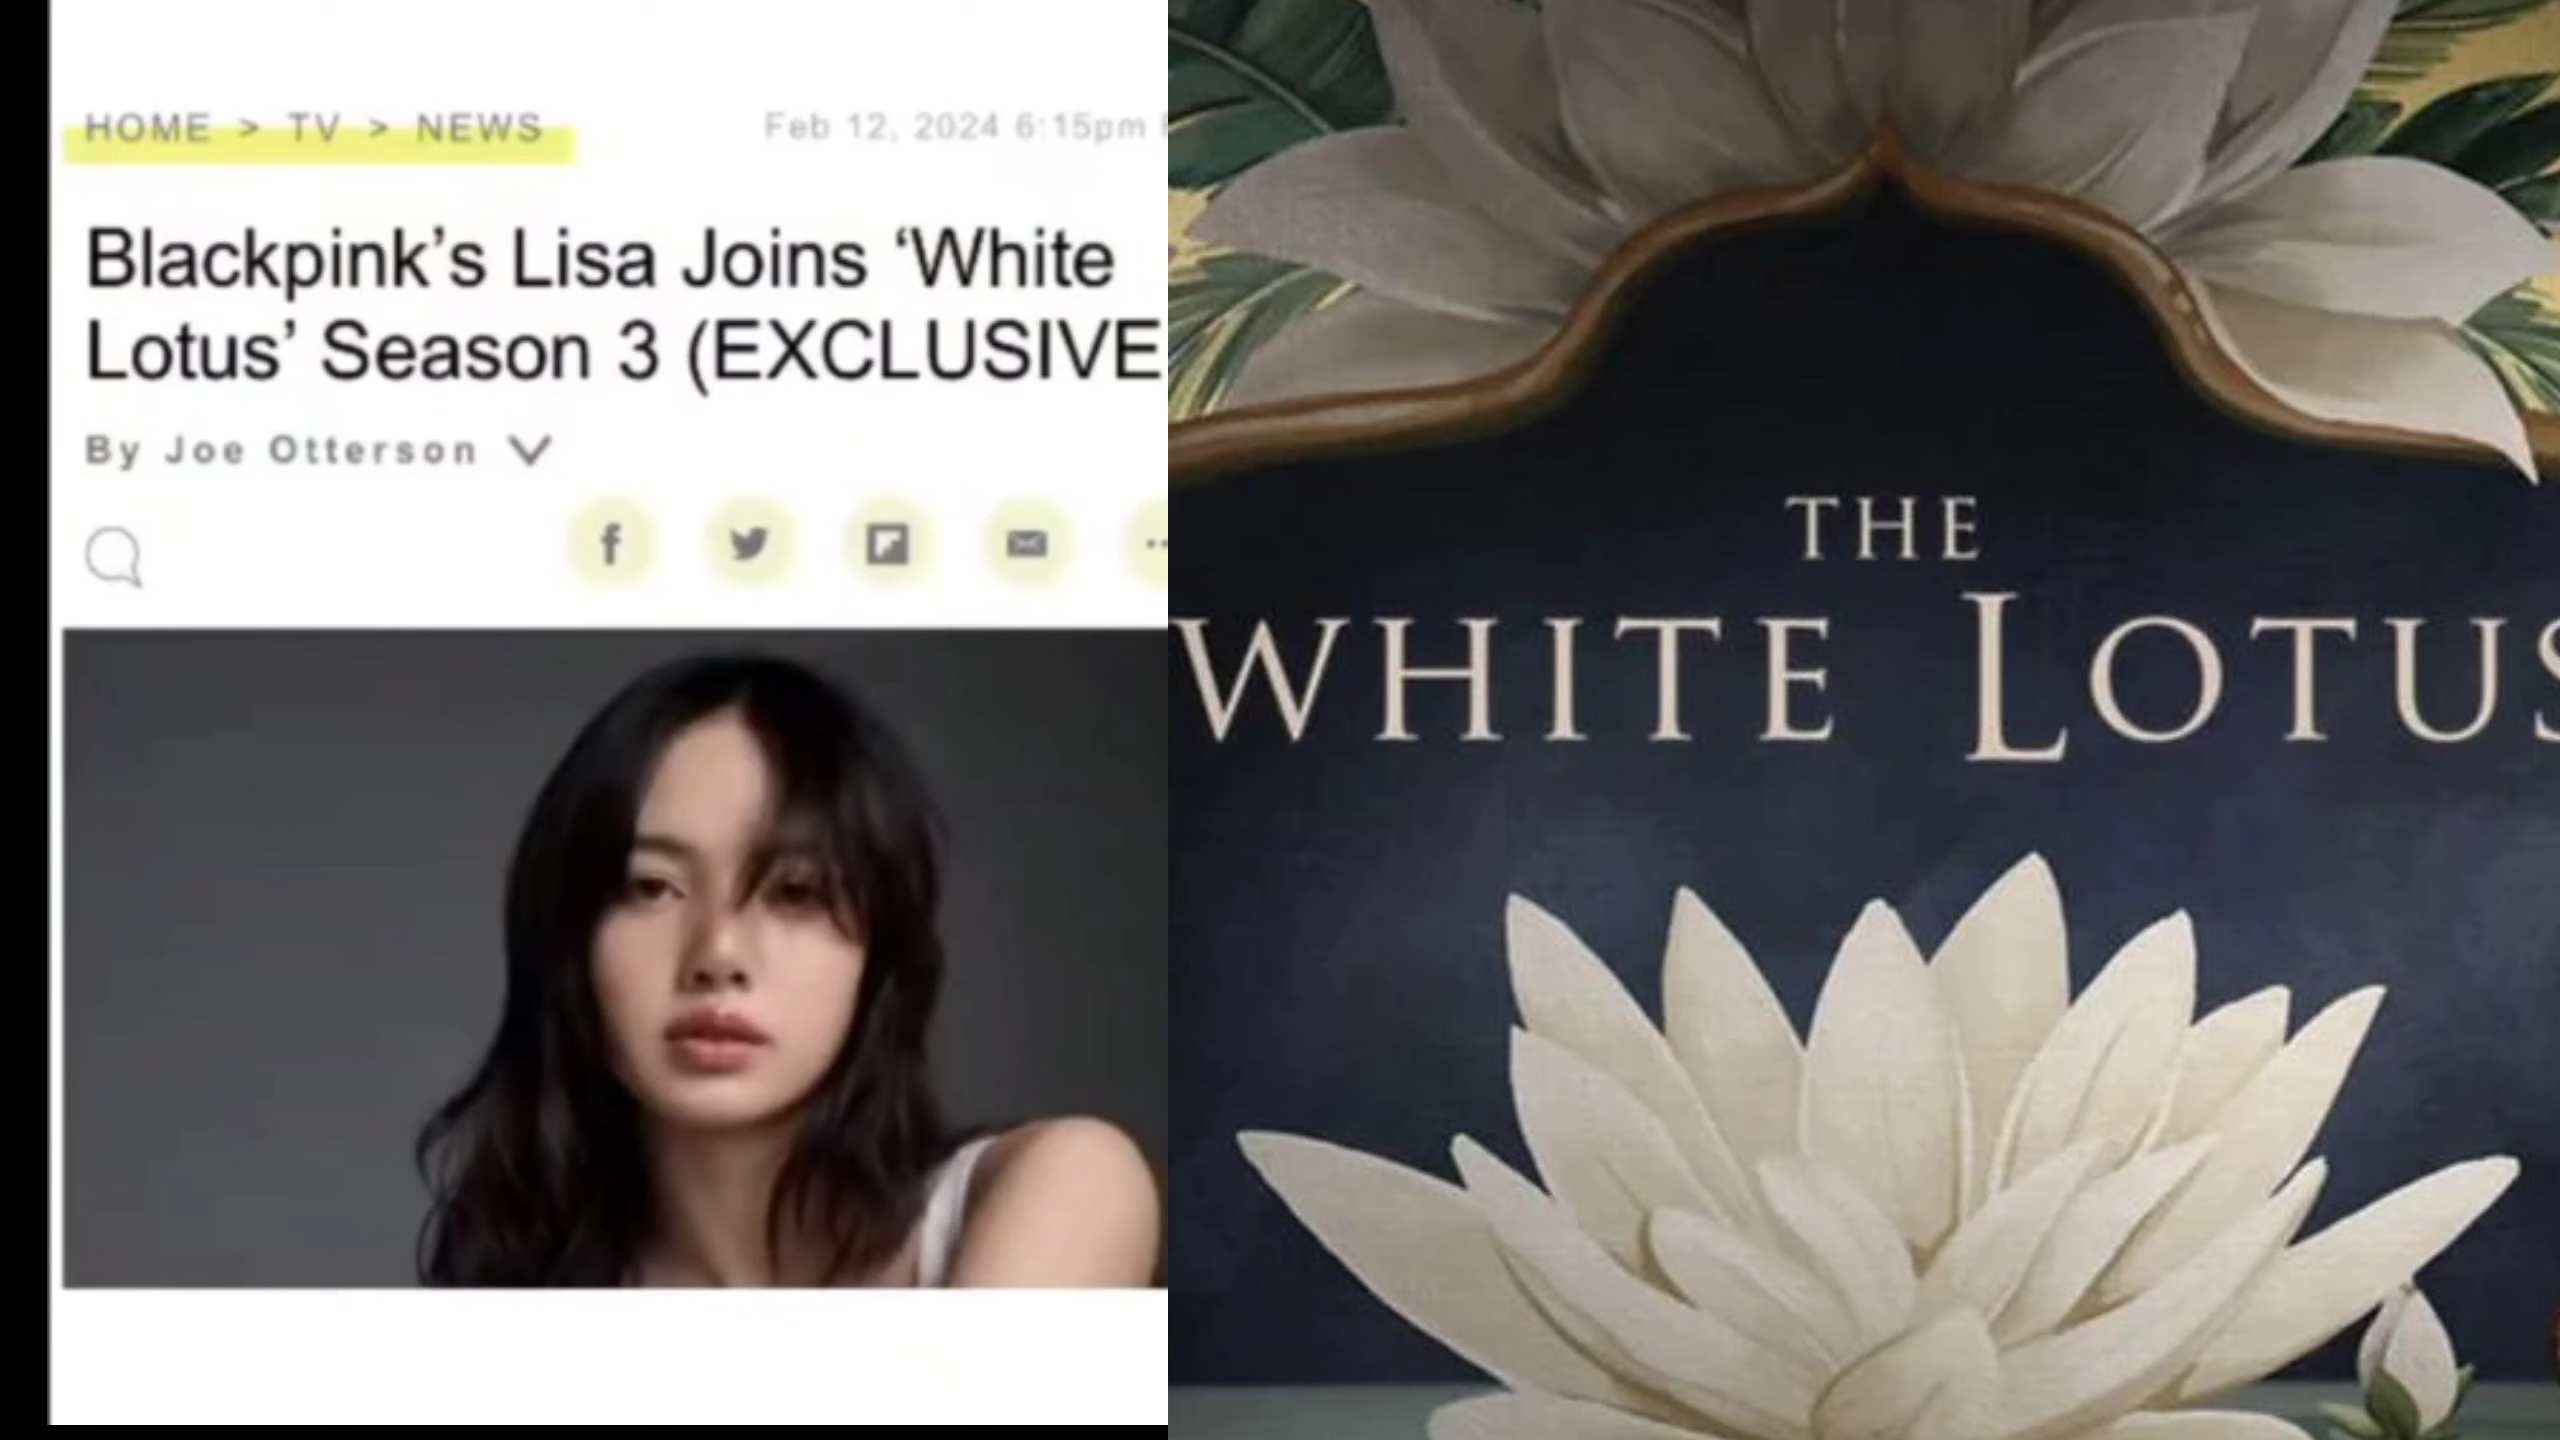 HOME > TV > NEWS
Feb 12, 2024 6:15pm
Blackpink’s Lisa Joins ‘White
Lotus’ Season 3 (EXCLUSIVE
By Joe Otterson
THE
WHITE LOTUS